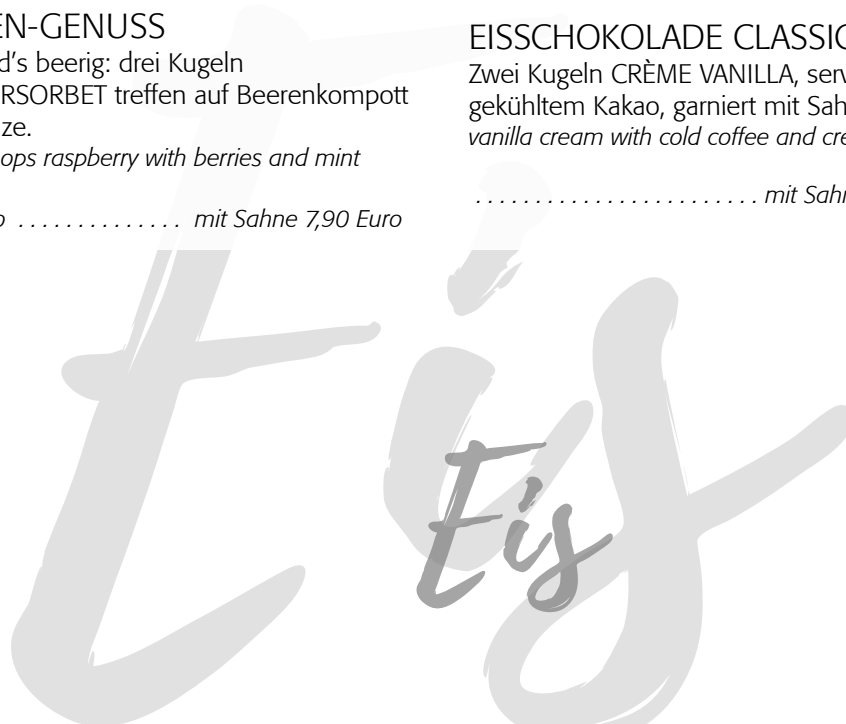 EN-GENUSS
d's beerig: drei Kugeln
RSORBET treffen auf Beerenkompott
ze.
ops raspberry with berries and mint
. . . . . . . . . . . . . . mit Sahne 7,90 Euro
EISSCHOKOLADE CLASSIC
Zwei Kugeln CRÈME VANILLA, serv
gekühltem Kakao, garniert mit Sah
vanilla cream with cold coffee and cre
. . . . . . . . . . . . . . . . . . . . . . . . mit Sahn
Eis
Eis